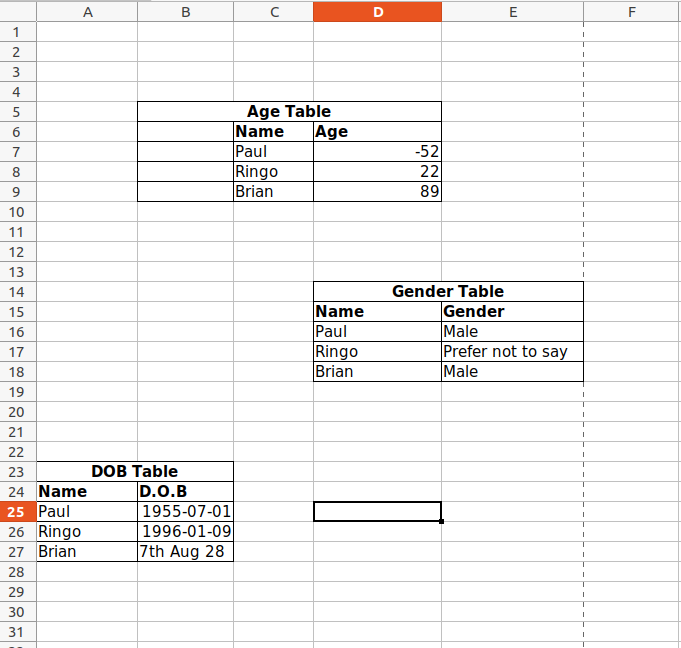 A B C D E F
1
2
3
4
5 Age Table
6 Name Age
7 Paul -52
8 Ringo 22
9 Brian 89
10
11
12
13
14 Gender Table
15 Name Gender
16 Paul Male
17 Ringo Prefer not to say
18 Brian Male
19
20
21
22
23 DOB Table
24 Name D.O.B
25 Paul 1955-07-01
26 Ringo 1996-01-09
27 Brian 7th Aug 28
28
29
30
31